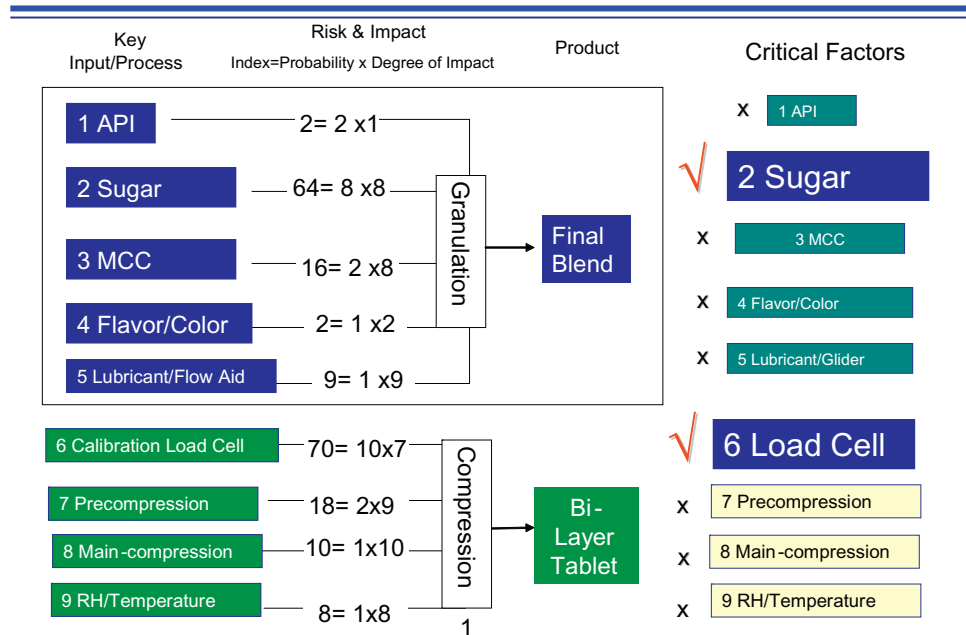 Key
Input/Process
Risk & Impact
Index=Probability x Degree of Impact
Product
Critical Factors
1 API
2= 2 x1
X
1 API
2 Sugar
64= 8 x8
√
2 Sugar
3 MCC
16= 2 x8
X
3 MCC
4 Flavor/Color
2= 1 x2
X
4 Flavor/Color
5 Lubricant/Flow Aid
9= 1 x9
X
5 Lubricant/Glider
Granulation
Final
Blend
6 Calibration Load Cell
70= 10x7
√
6 Load Cell
7 Precompression
18= 2x9
X
7 Precompression
8 Main-compression
10= 1x10
X
8 Main-compression
9 RH/Temperature
8= 1x8
X
9 RH/Temperature
Compression
1
Bi-
Layer
Tablet